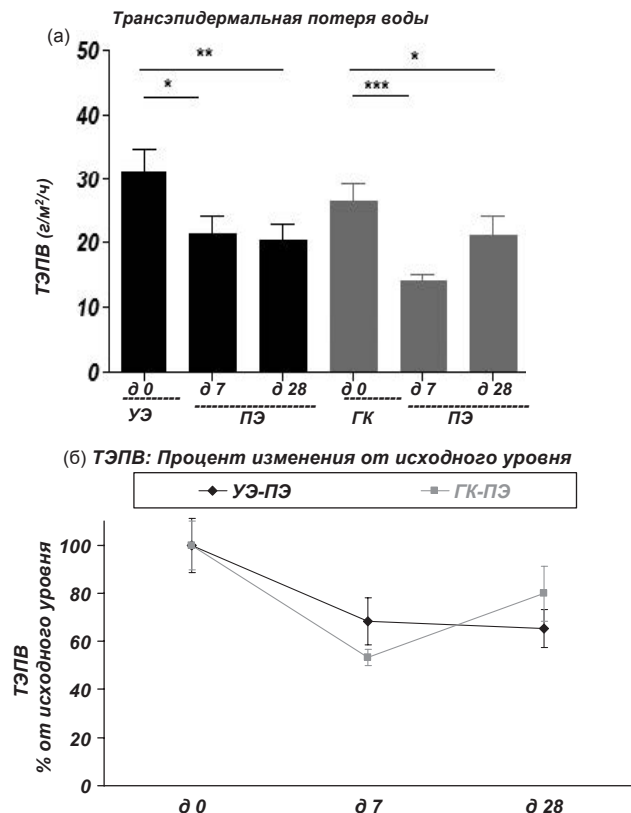 Трансэпидермальная потеря воды
(а)
** *
* ***
50
40
30
20
10
0
ТЭПВ (г/м²/ч)
д 0 д 7 д 28 д 0 д 7 д 28
УЭ ПЭ ГК ПЭ
(б) ТЭПВ: Процент изменения от исходного уровня
УЭ-ПЭ ГК-ПЭ
100
80
60
40
20
0
ТЭПВ
% от исходного уровня
д 0 д 7 д 28